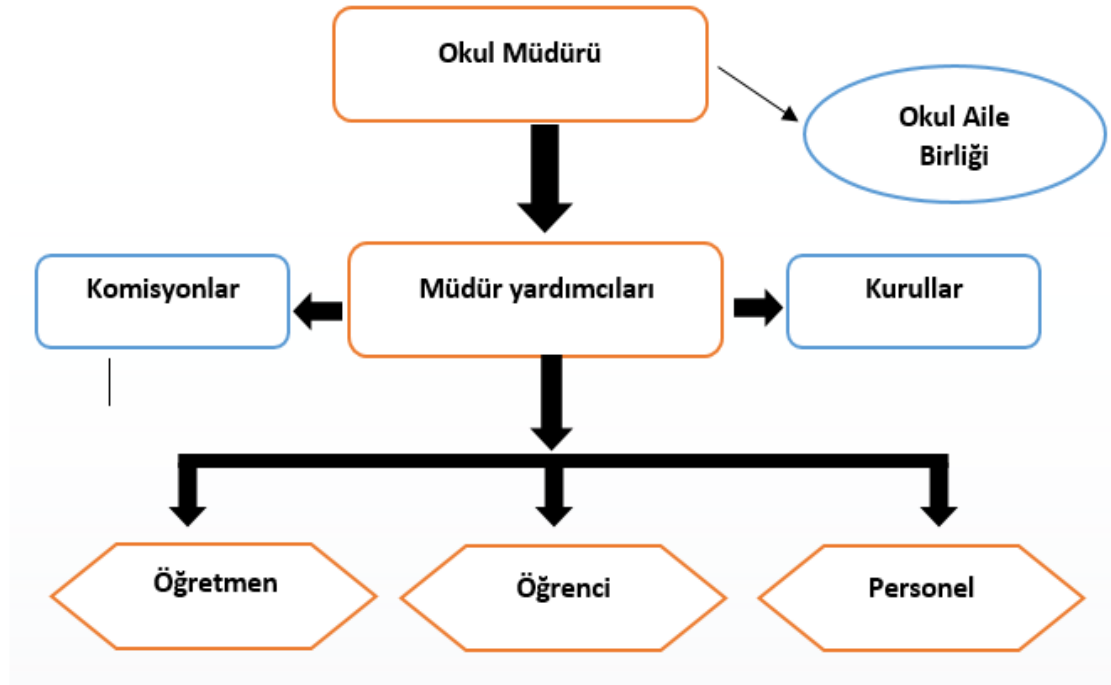 Okul Müdürü
Okul Aile
Birliği
Komisyonlar
Müdür yardımcıları
Kurullar
Öğretmen
Öğrenci
Personel